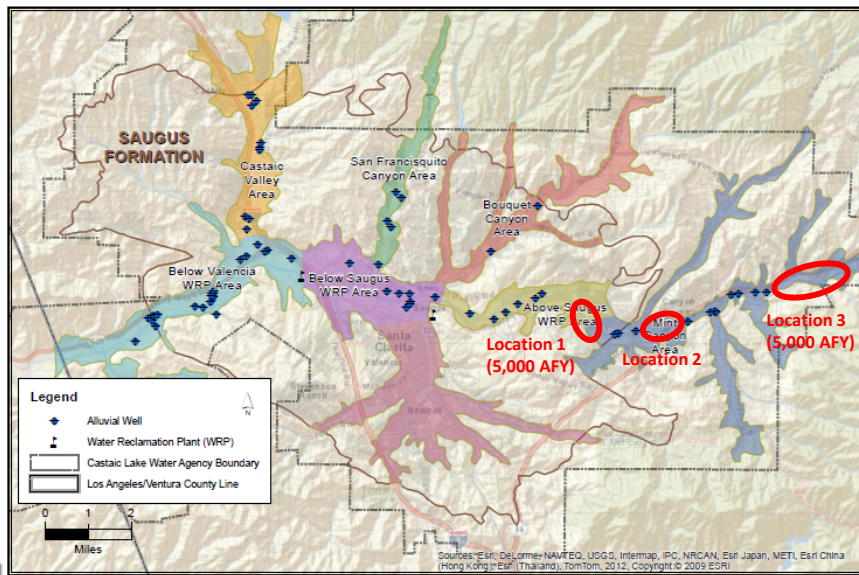 SAUGUS
FORMATION
Castaic
Valley
Area
San Francisquito
Canyon Area
Bouquet
Canyon
Area
Below Valencia
WRP Area
Below Saugus
WRP Area
Above Saugus
WRP Area
Mint
Canyon
Area
Location 1
(5,000 AFY)
Location 2
Location 3
(5,000 AFY)
Santa
Clarita
Valencia
Stevenson
Ranch
Newhall
Canyon
Legend
N
Alluvial Well
Water Reclamation Plant (WRP)
Castaic Lake Water Agency Boundary
Los Angeles/Ventura County Line
0 1 2
Miles
Sources: Esri, DeLorme, NAVTEQ, USGS, Intermap, IPC, NRCAN, Esri Japan, METI, Esri China
(Hong Kong), Esri (Thailand), TomTom, 2012, Copyright:© 2009 ESRI